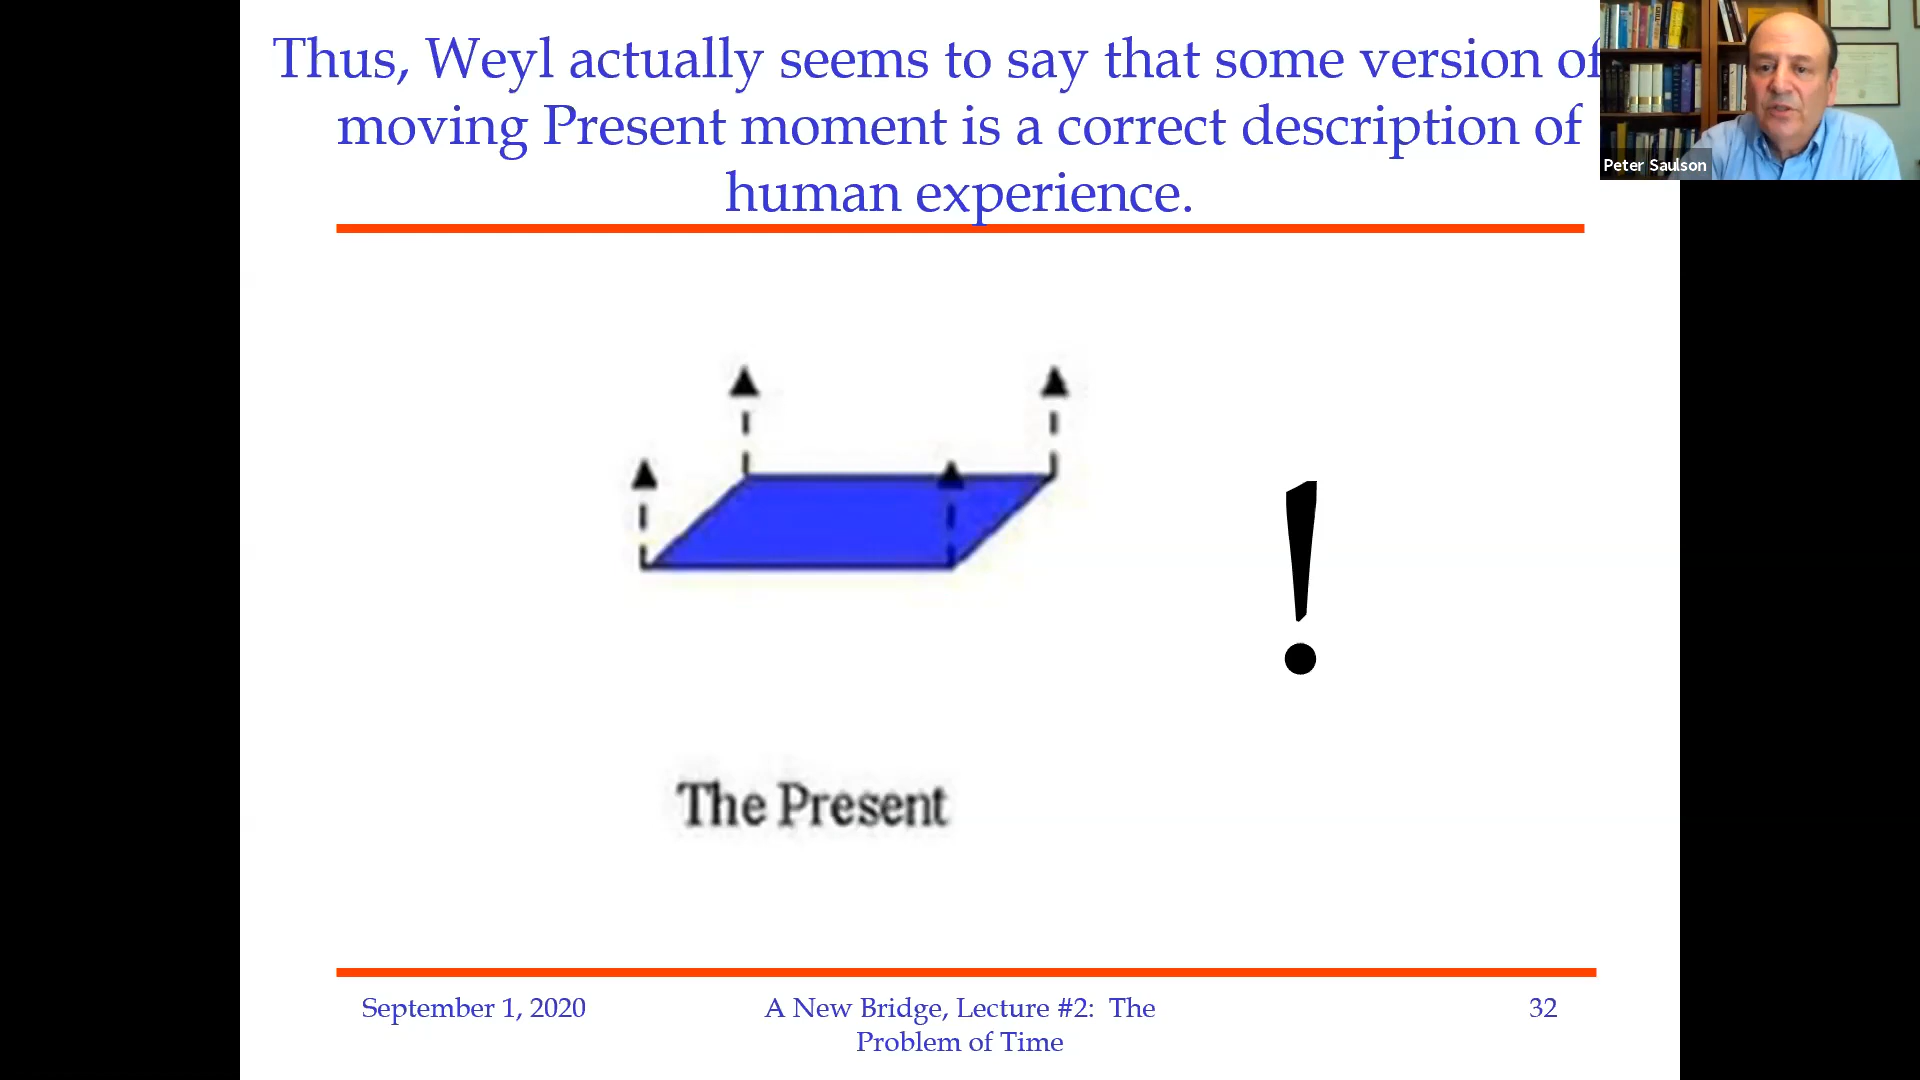 Thus, Weyl actually seems to say that some version of
moving Present moment is a correct description of
human experience.
Peter Saulson
!
The Present
September 1, 2020
A New Bridge, Lecture #2: The
Problem of Time
32